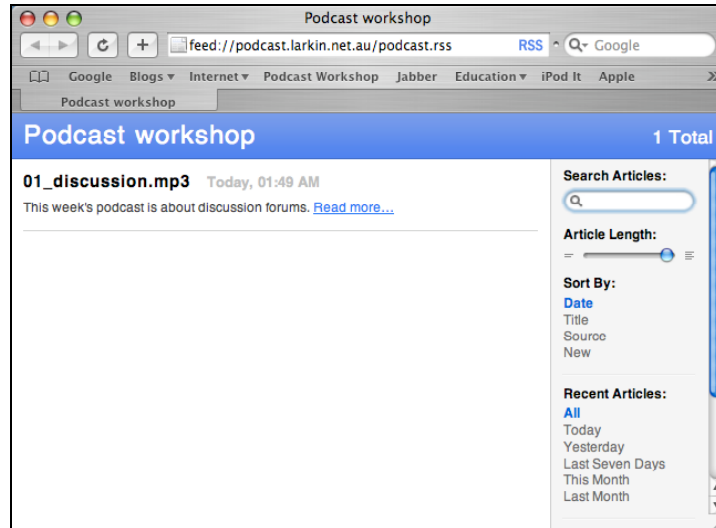 Podcast workshop
feed://podcast.larkin.net.au/podcast.rss RSS Google
Google Blogs Internet Podcast Workshop Jabber Education iPod It Apple
Podcast workshop
Podcast workshop 1 Total
01_discussion.mp3 Today, 01:49 AM
This week's podcast is about discussion forums. Read more...
Search Articles:
Article Length:
Sort By:
Date
Title
Source
New
Recent Articles:
All
Today
Yesterday
Last Seven Days
This Month
Last Month